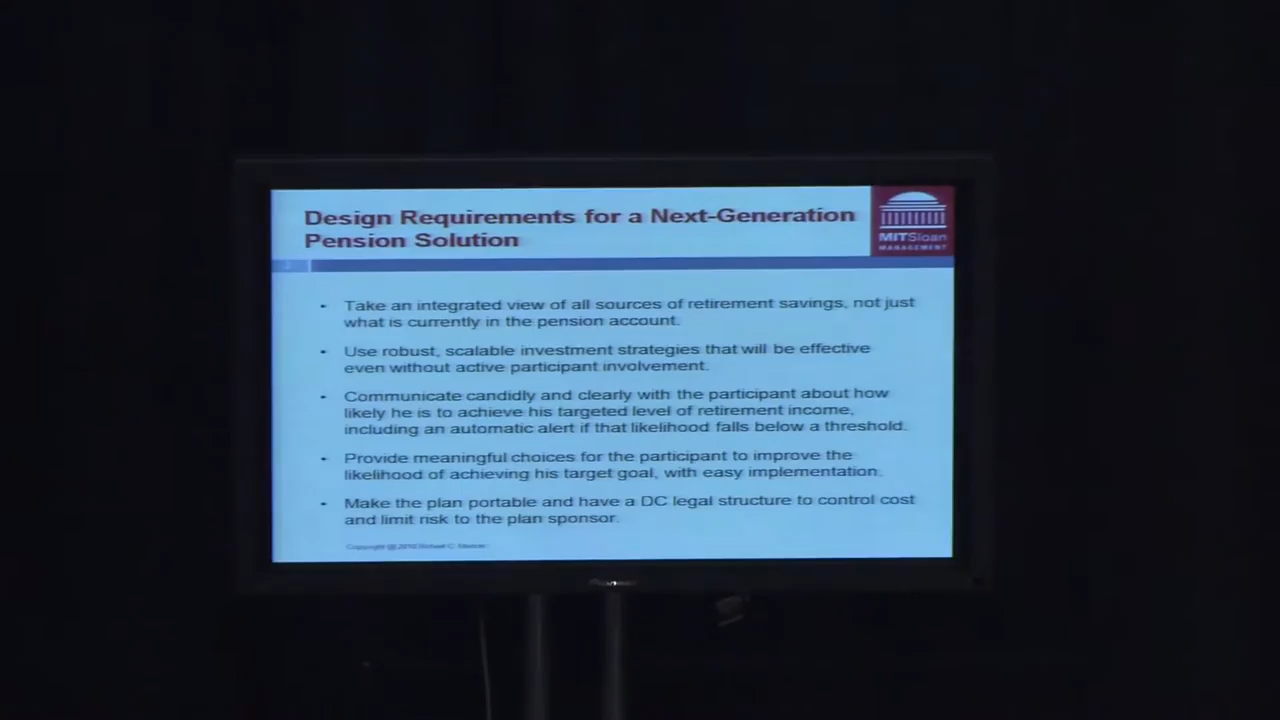 Design Requirements for a Next-Generation
Pension Solution
MITSloan
MANAGEMENT
• Take an integrated view of all sources of retirement savings, not just
what is currently in the pension account.
• Use robust, scalable investment strategies that will be effective
even without active participant involvement.
• Communicate candidly and clearly with the participant about how
likely he is to achieve his targeted level of retirement income,
including an automatic alert if that likelihood falls below a threshold.
• Provide meaningful choices for the participant to improve the
likelihood of achieving his target goal, with easy implementation.
• Make the plan portable and have a DC legal structure to control cost
and limit risk to the plan sponsor.
Copyright @ C.